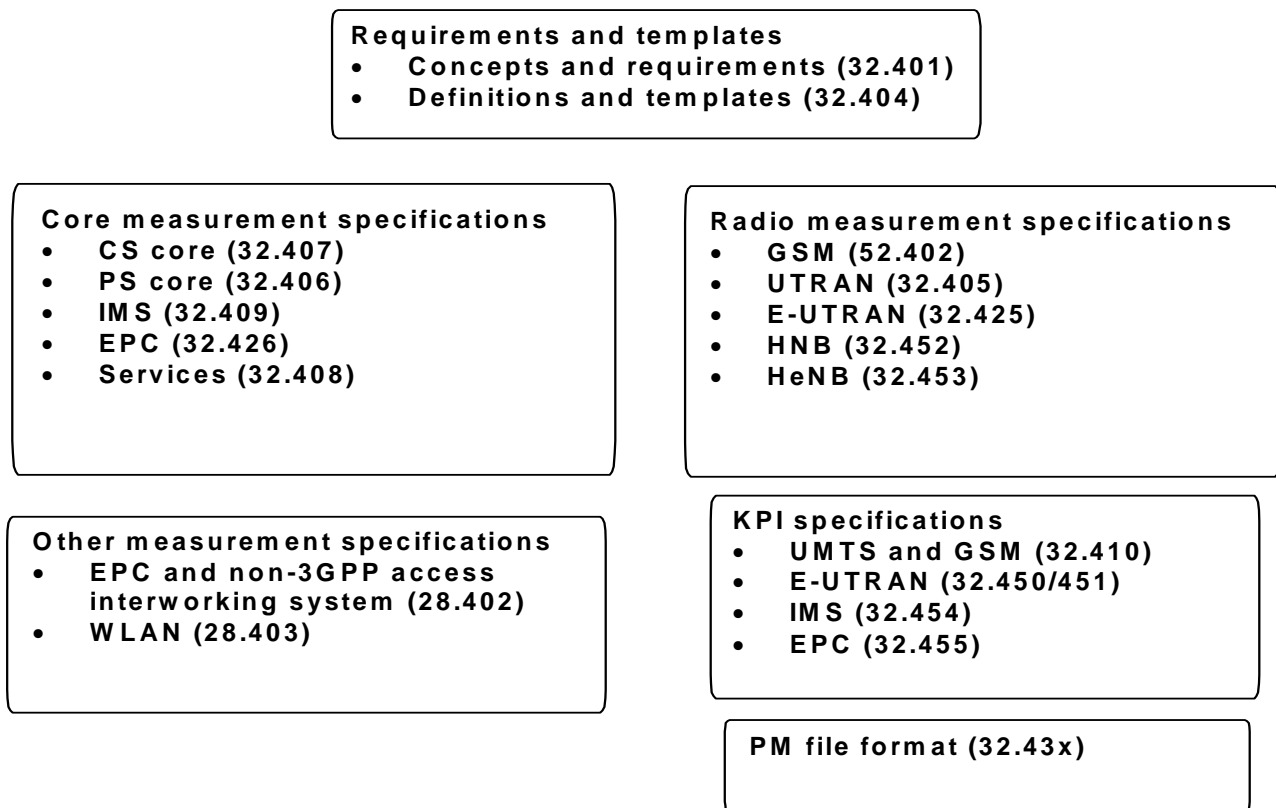 Requirements and templates
• Concepts and requirements (32.401)
• Definitions and templates (32.404)
Core measurement specifications
• CS core (32.407)
• PS core (32.406)
• IMS (32.409)
• EPC (32.426)
• Services (32.408)
Radio measurement specifications
• GSM (52.402)
• UTRAN (32.405)
• E-UTRAN (32.425)
• HNB (32.452)
• HeNB (32.453)
Other measurement specifications
• EPC and non-3GPP access
interworking system (28.402)
• WLAN (28.403)
KPI specifications
• UMTS and GSM (32.410)
• E-UTRAN (32.450/451)
• IMS (32.454)
• EPC (32.455)
PM file format (32.43x)